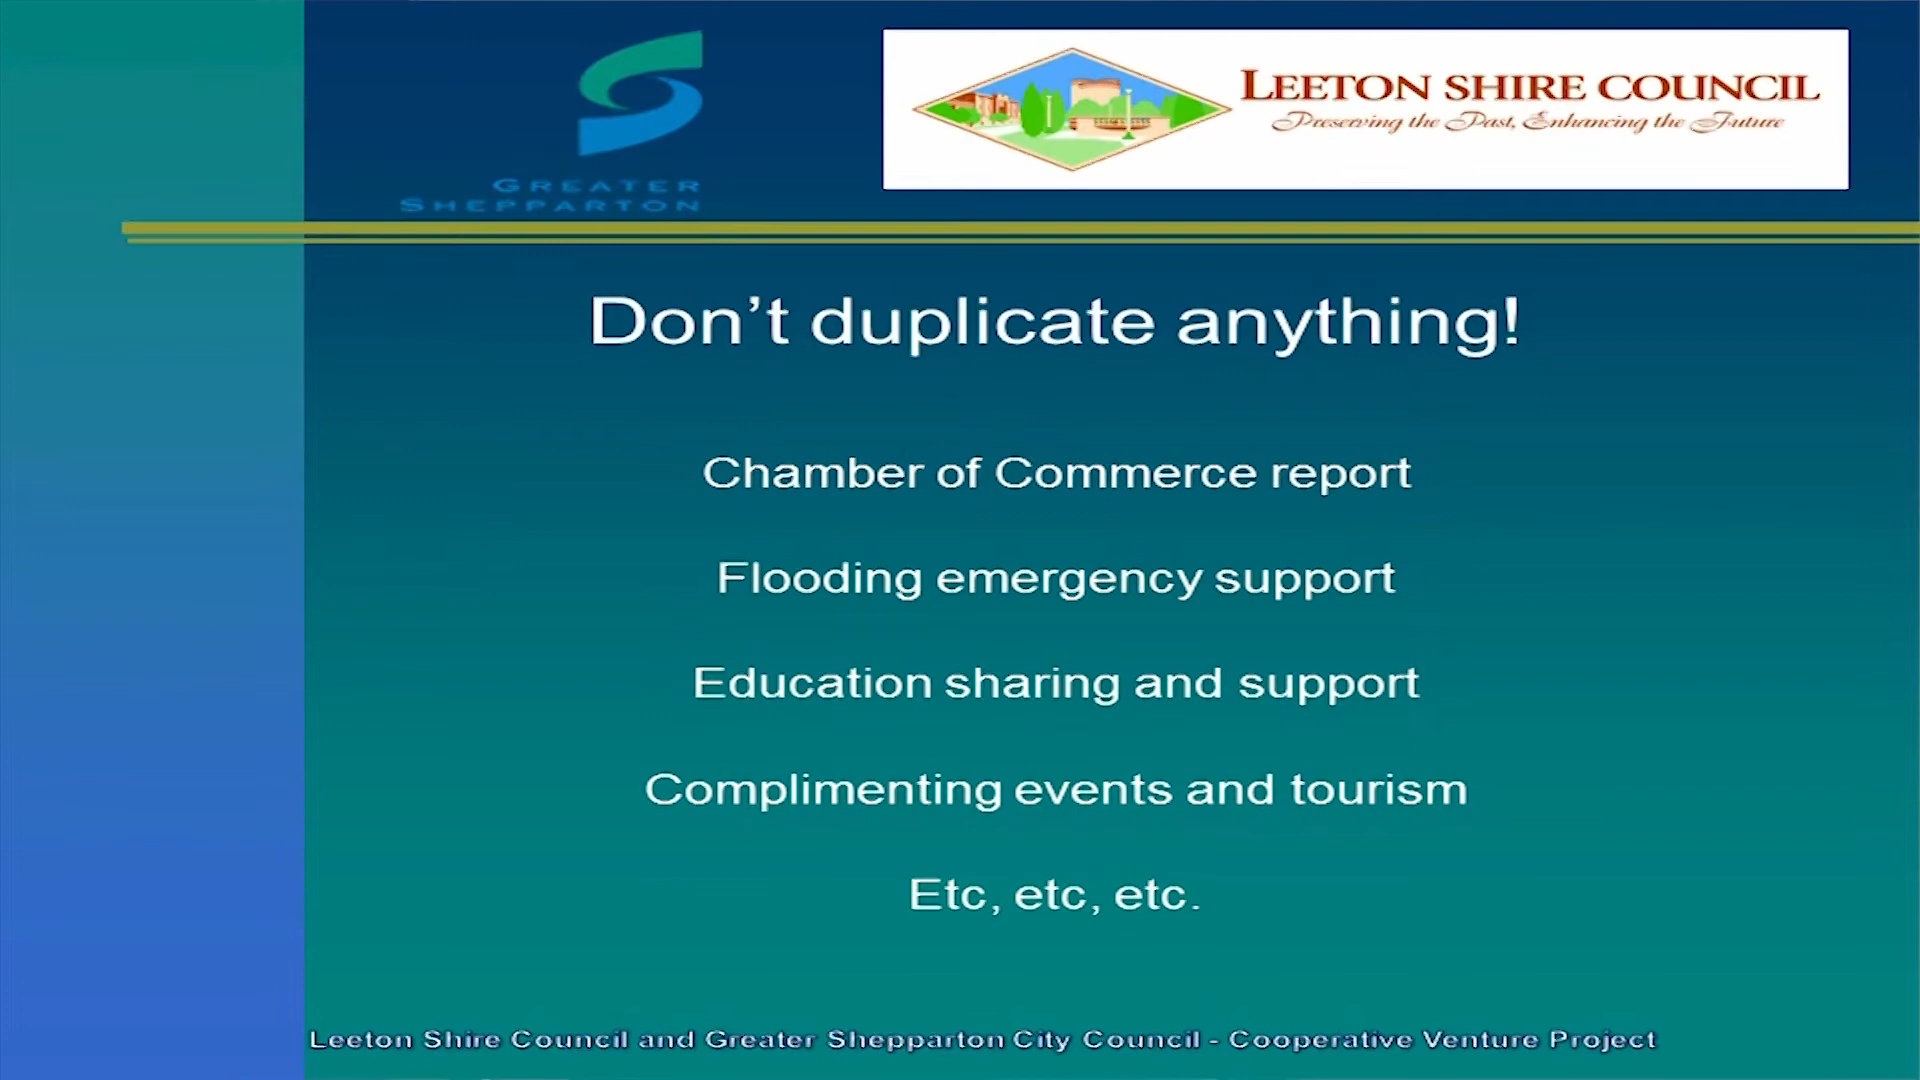 GREATER
SHEPPARTON
LEETON SHIRE COUNCIL
Preserving the Past, Enhancing the Future
Don't duplicate anything!
Chamber of Commerce report
Flooding emergency support
Education sharing and support
Complimenting events and tourism
Etc, etc, etc.
Leeton Shire Council and Greater Shepparton City Council - Cooperative Venture Project